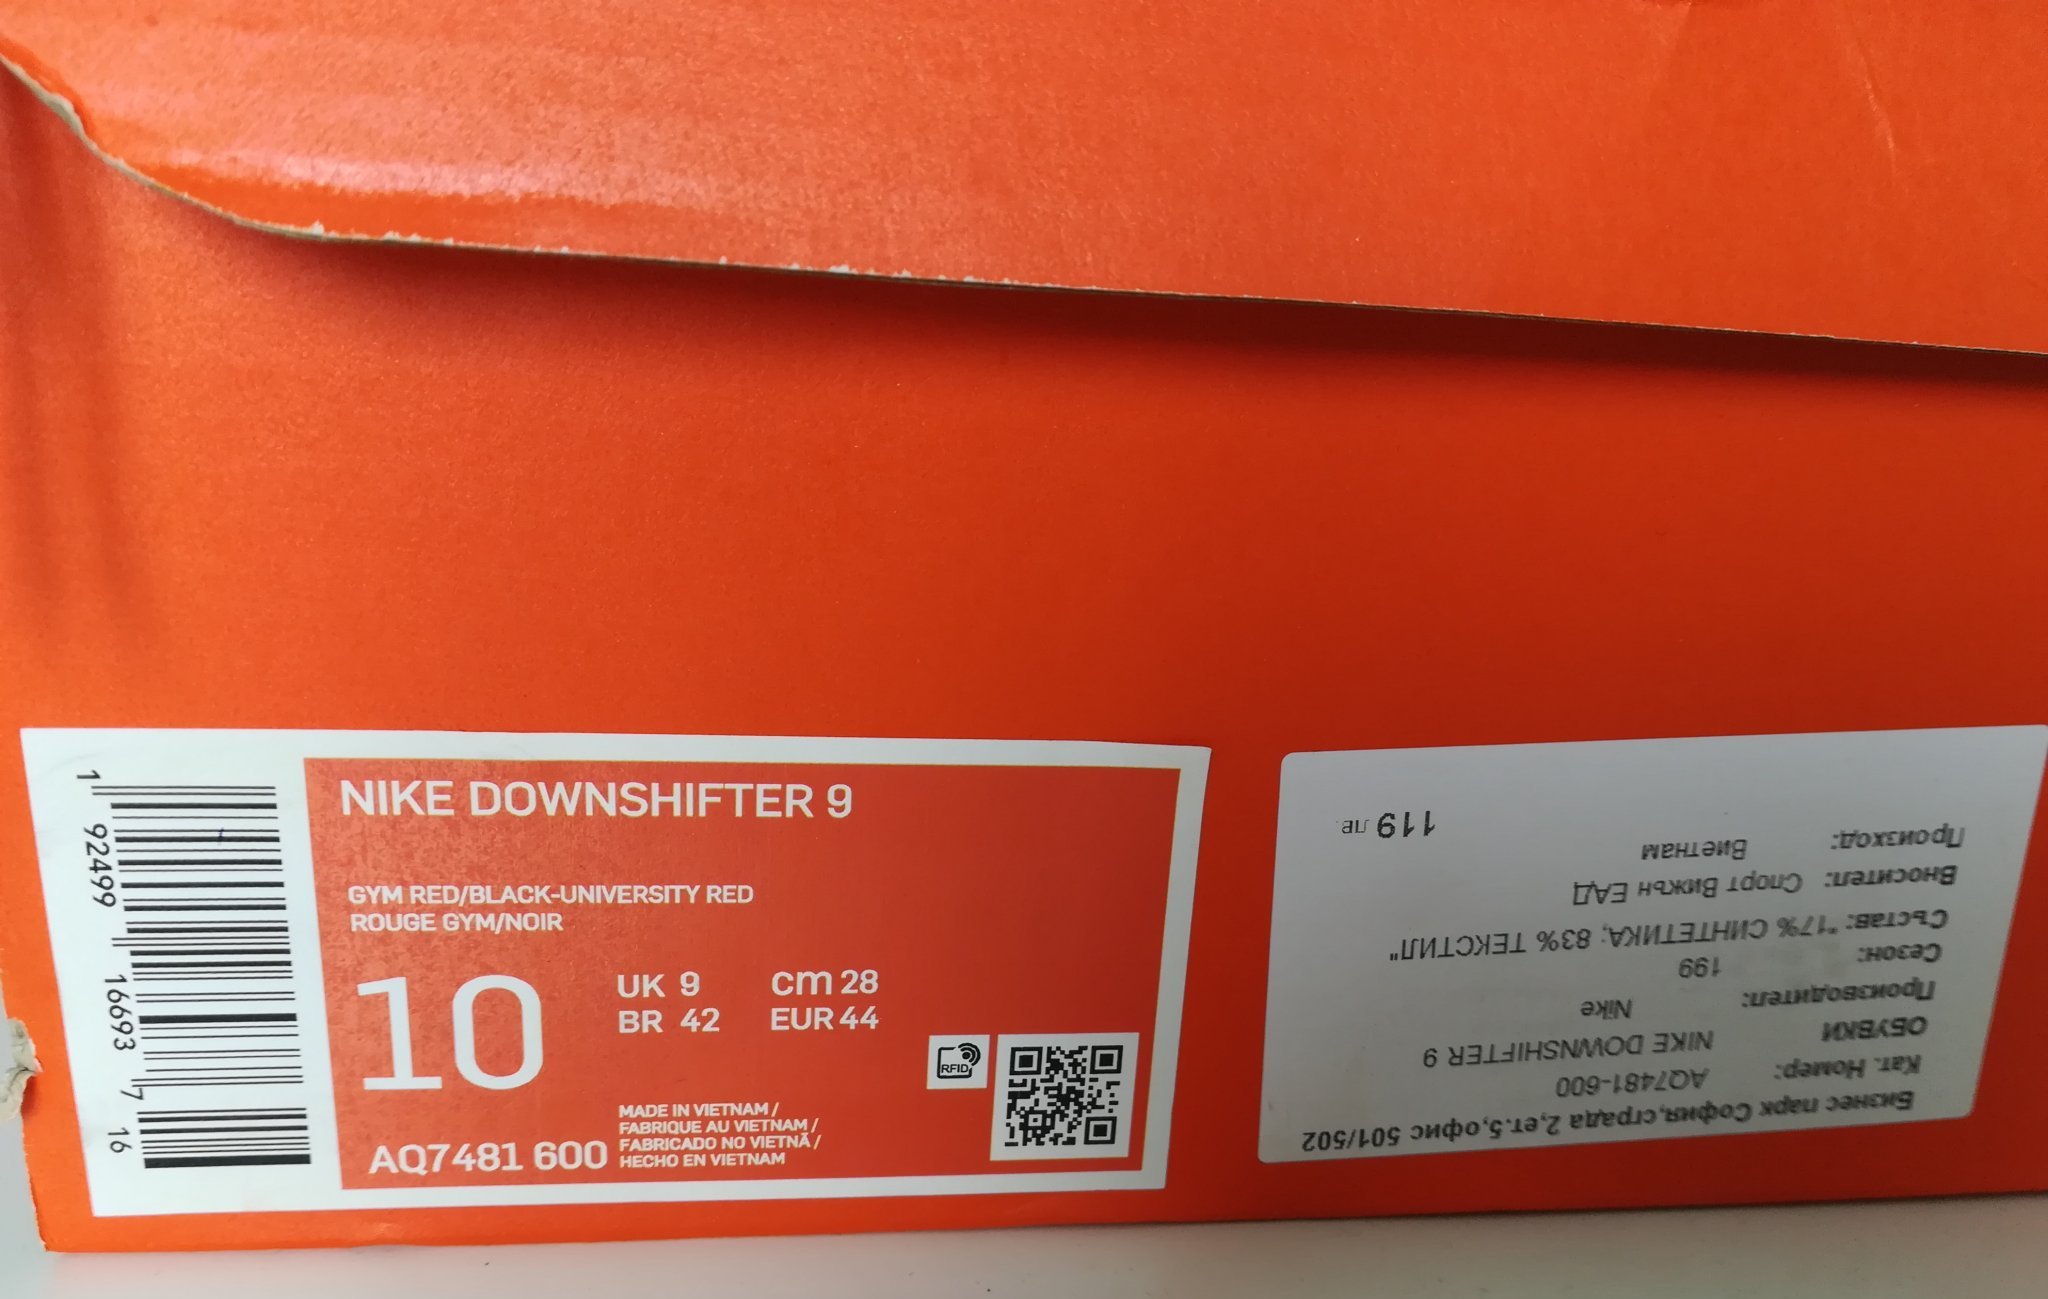 NIKE DOWNSHIFTER 9
GYM RED/BLACK-UNIVERSITY RED
ROUGE GYM/NOIR
10
UK 9
cm 28
BR 42
EUR 44
RFID
AQ7481 600
MADE IN VIETNAM /
FABRIQUE AU VIETNAM /
FABRICADO NO VIETNÃ /
HECHO EN VIETNAM
1 92499 16693 7 16
Бизнес парк София,сграда 2,ет.5,офис 501/502
Кат. Номер: AQ7481-600
ОБУВКИ NIKE DOWNSHIFTER 9
Производител: Nike
Сезон: 199
Състав: "17% СИНТЕТИКА; 83% ТЕКСТИЛ"
Вносител: Спорт Вижън ЕАД
Произход: Виетнам
119 лв.